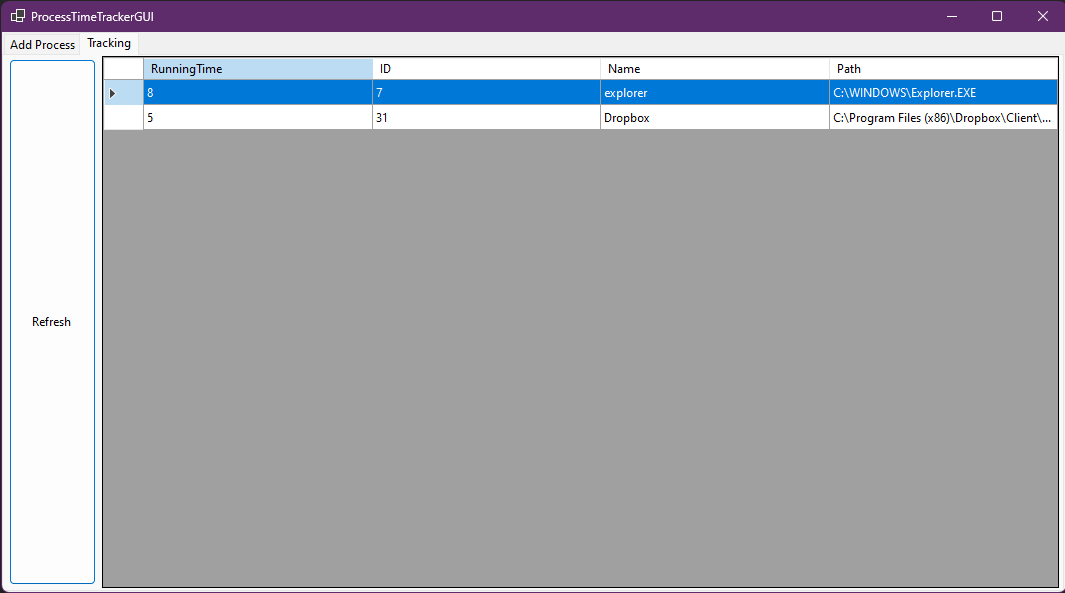 ProcessTimeTrackerGUI
Add Process Tracking
RunningTime ID Name Path
8 7 explorer C:\WINDOWS\Explorer.EXE
5 31 Dropbox C:\Program Files (x86)\Dropbox\Client\...
Refresh